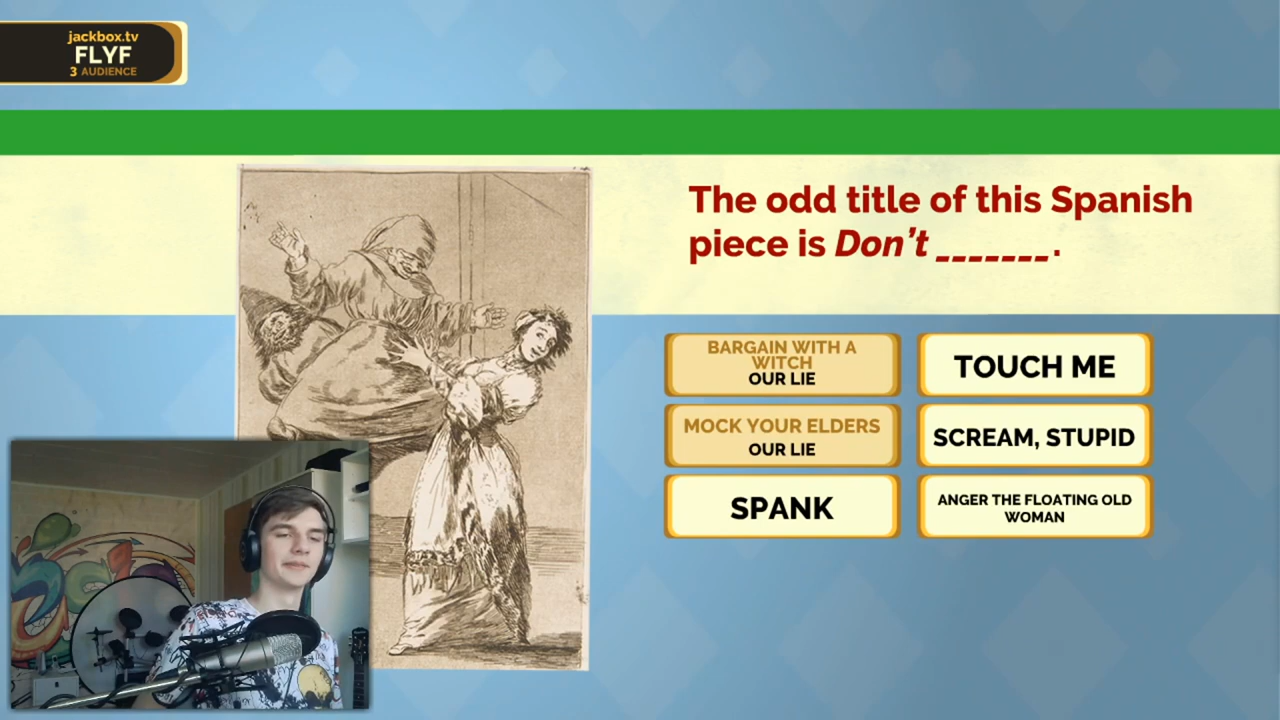 jackbox.tv
FLYF
3 AUDIENCE
The odd title of this Spanish
piece is Don't _______.
BARGAIN WITH A
WITCH
OUR LIE
TOUCH ME
MOCK YOUR ELDERS
OUR LIE
SCREAM, STUPID
SPANK
ANGER THE FLOATING OLD
WOMAN